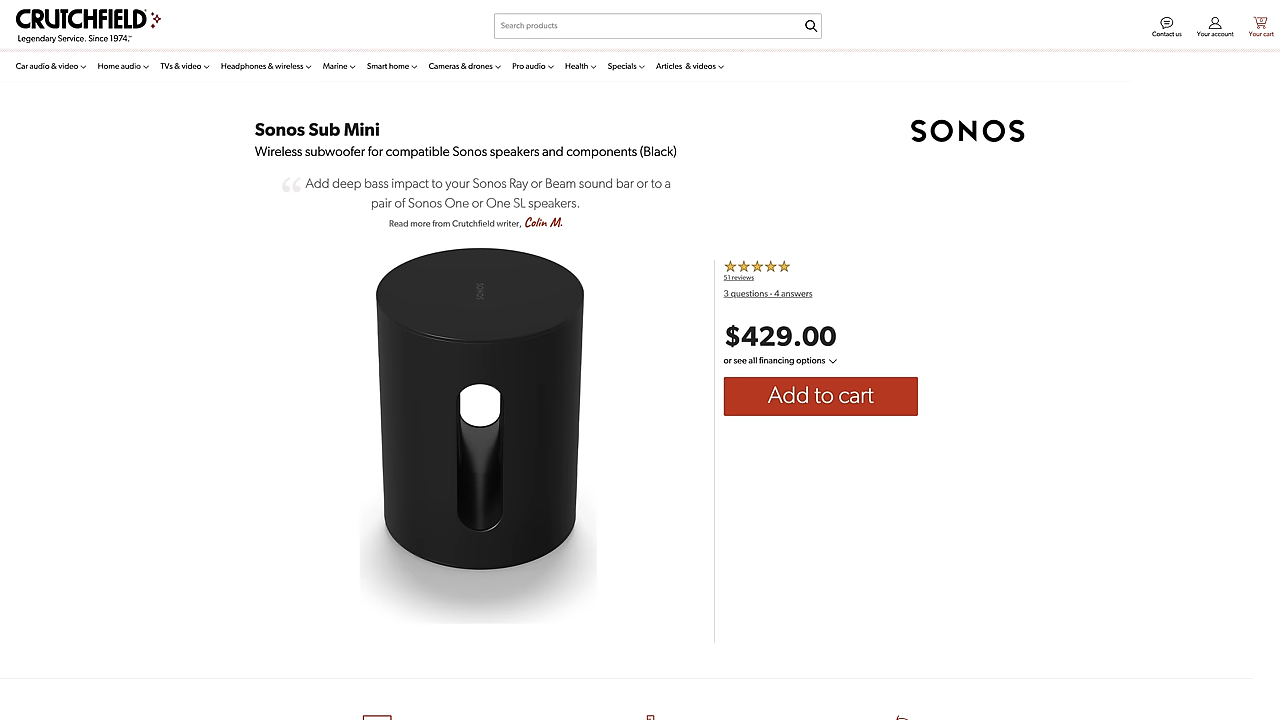 CRUTCHFIELD
Legendary Service. Since 1974.™
Search products
Contact us
Your account
0
Your cart
Car audio & video
Home audio
TVs & video
Headphones & wireless
Marine
Smart home
Cameras & drones
Pro audio
Health
Specials
Articles & videos
Sonos Sub Mini
Wireless subwoofer for compatible Sonos speakers and components (Black)
SONOS
“ Add deep bass impact to your Sonos Ray or Beam sound bar or to a
pair of Sonos One or One SL speakers.
Read more from Crutchfield writer, Colin M.
SONOS
51 reviews
3 questions - 4 answers
$429.00
or see all financing options
Add to cart